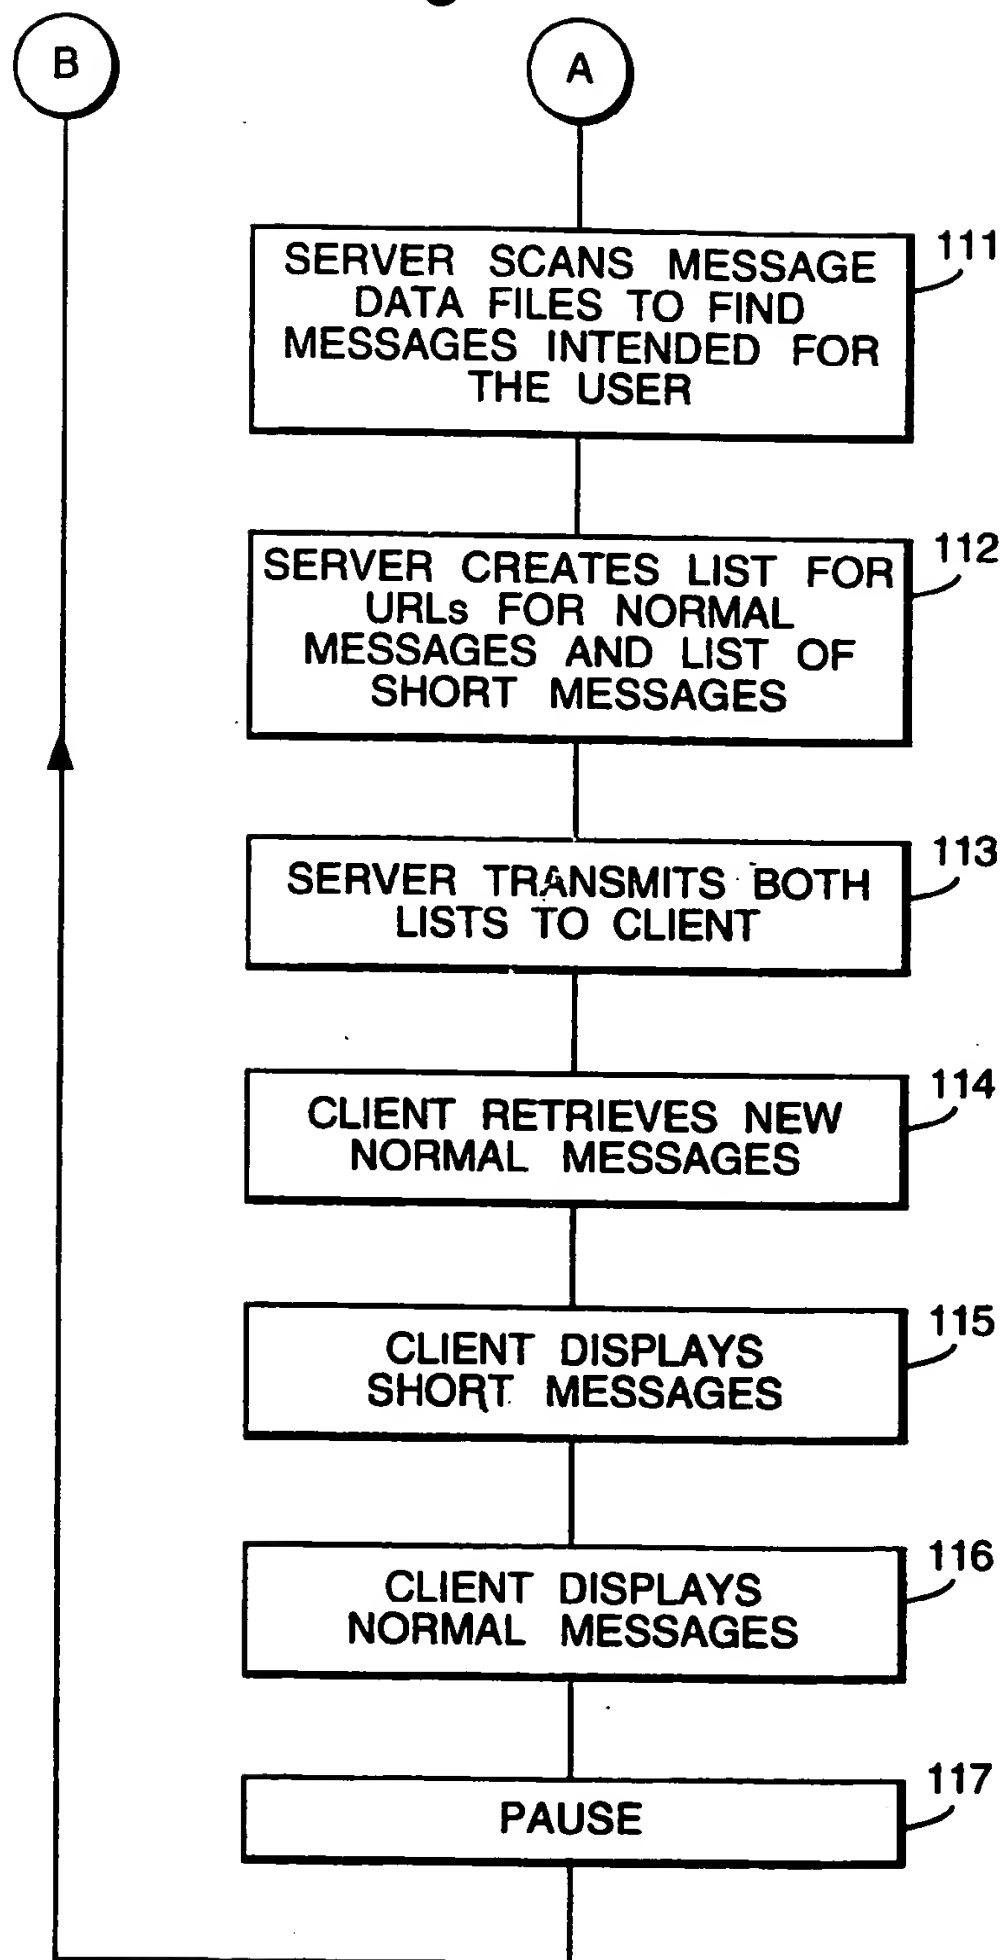 B
A
SERVER SCANS MESSAGE
DATA FILES TO FIND
MESSAGES INTENDED FOR
THE USER
111
SERVER CREATES LIST FOR
URLs FOR NORMAL
MESSAGES AND LIST OF
SHORT MESSAGES
112
SERVER TRANSMITS BOTH
LISTS TO CLIENT
113
CLIENT RETRIEVES NEW
NORMAL MESSAGES
114
CLIENT DISPLAYS
SHORT MESSAGES
115
CLIENT DISPLAYS
NORMAL MESSAGES
116
PAUSE
117